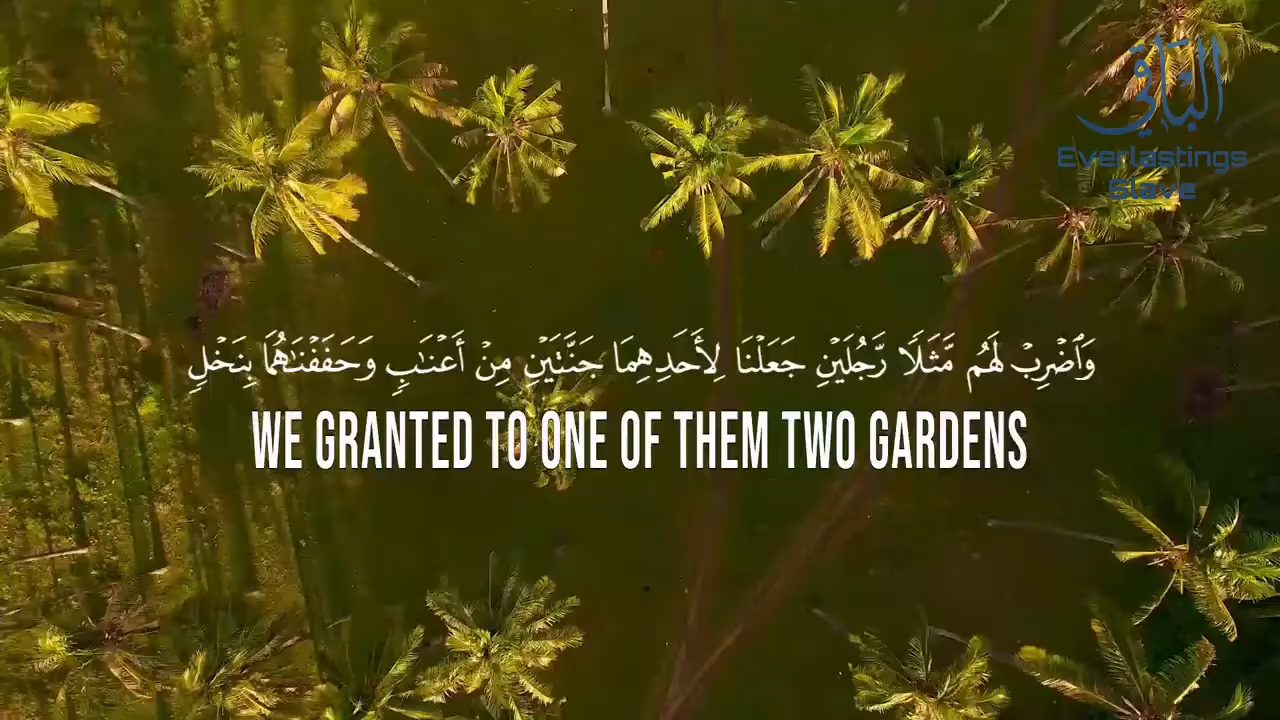 الباقي
Everlastings
Slave
وَٱضْرِبْ لَهُم مَّثَلًا رَّجُلَيْنِ جَعَلْنَا لِأَحَدِهِمَا جَنَّتَيْنِ مِنْ أَعْنَٰبٍ وَحَفَفْنَٰهُمَا بِنَخْلٍ
WE GRANTED TO ONE OF THEM TWO GARDENS